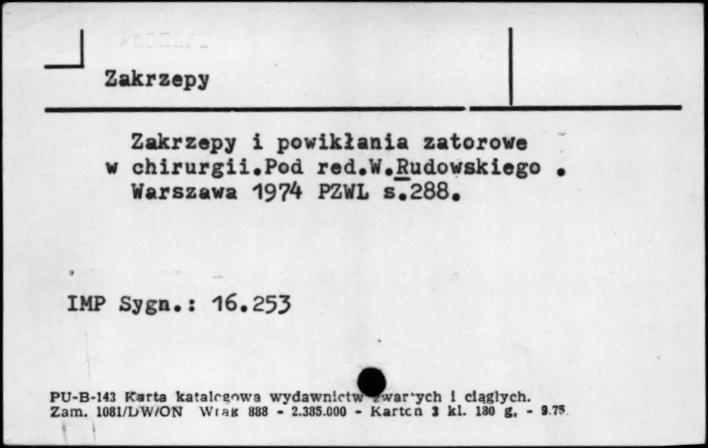 Zakrzepy
Zakrzepy i powikłania zatorowe
w chirurgii.Pod red.W.Rudowskiego .
Warszawa 1974 PZWL s.288.
IMP Sygn.: 16.253
PU-B-143 Karta katalogowa wydawnictw zwartych i ciągłych.
Zam. 1081/DW/ON Wrak 888 - 2.385.000 - Karton 3 kl. 180 g. - 9.75.